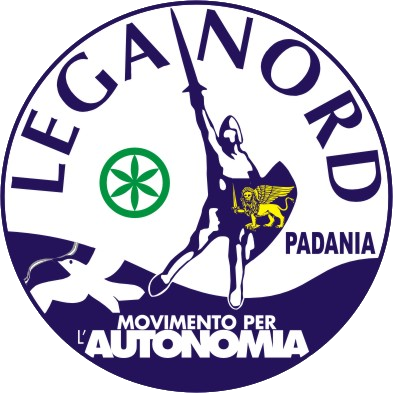 LEGA NORD
PADANIA
MOVIMENTO PER
L'AUTONOMIA